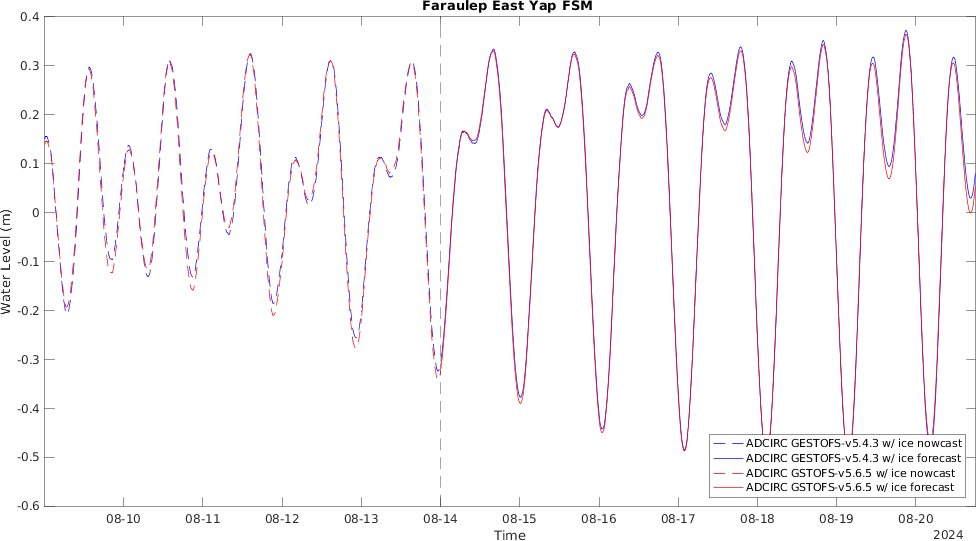 Faraulep East Yap FSM
0.4
0.3
0.2
0.1
0
-0.1
-0.2
-0.3
-0.4
-0.5
-0.6
Water Level (m)
ADCIRC GESTOFS-v5.4.3 w/ ice nowcast
ADCIRC GESTOFS-v5.4.3 w/ ice forecast
ADCIRC GSTOFS-v5.6.5 w/ ice nowcast
ADCIRC GSTOFS-v5.6.5 w/ ice forecast
08-10 08-11 08-12 08-13 08-14 08-15 08-16 08-17 08-18 08-19 08-20
Time
2024